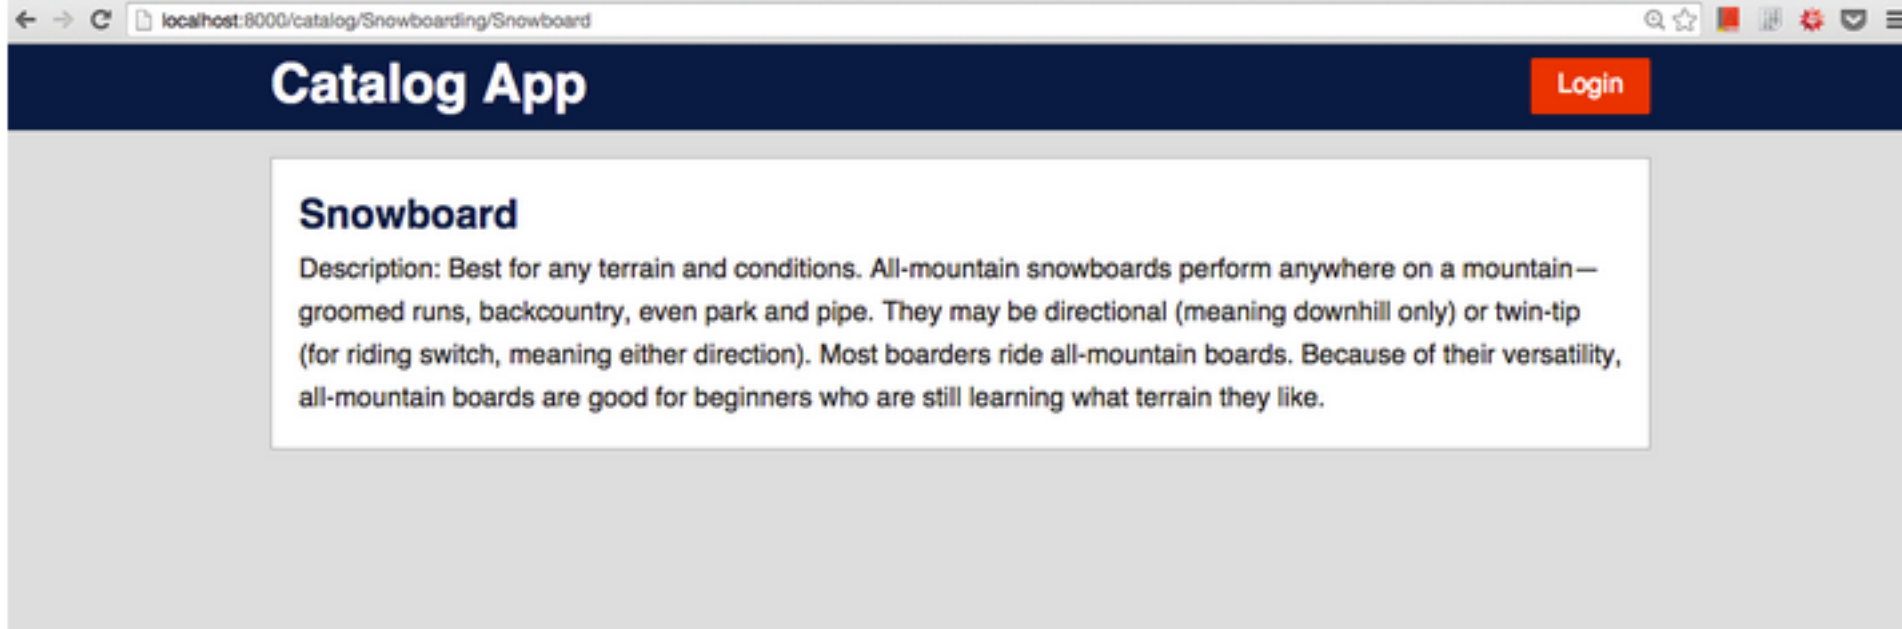 localhost:8000/catalog/Snowboarding/Snowboard
Catalog App
Login
Snowboard
Description: Best for any terrain and conditions. All-mountain snowboards perform anywhere on a mountain—
groomed runs, backcountry, even park and pipe. They may be directional (meaning downhill only) or twin-tip
(for riding switch, meaning either direction). Most boarders ride all-mountain boards. Because of their versatility,
all-mountain boards are good for beginners who are still learning what terrain they like.